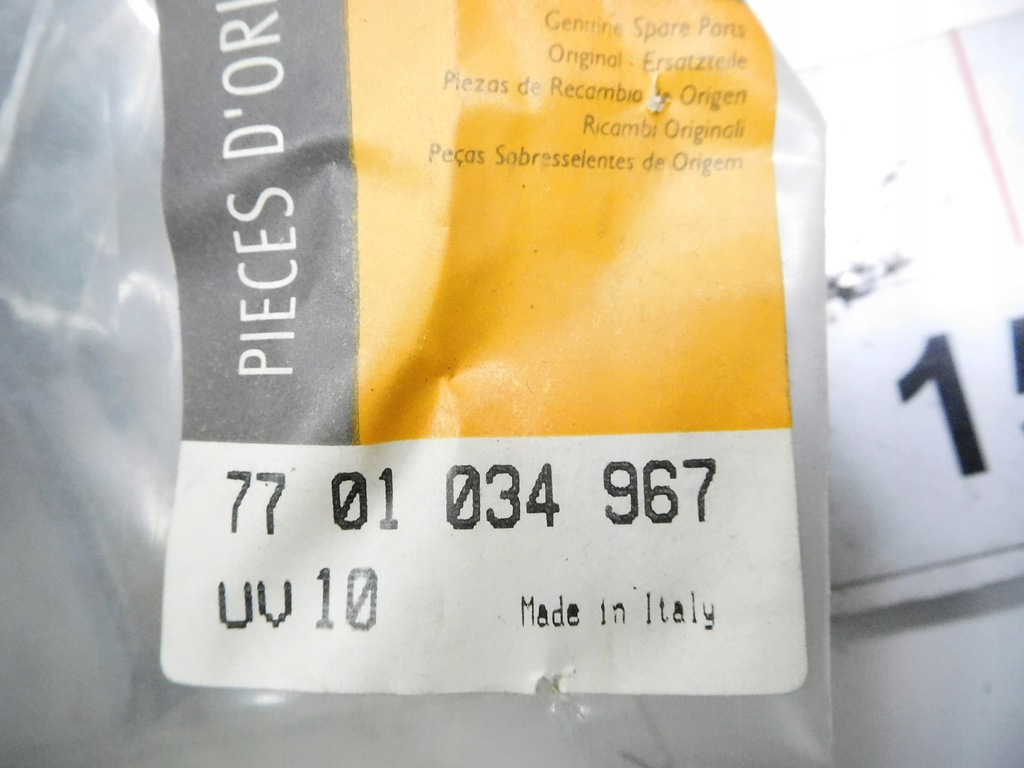 PIECES D'ORI
Genuine Spare Parts
Original - Ersatzteile
Piezas de Recambio de Origen
Ricambi Originali
Peças Sobresselentes de Origem
77 01 034 967
UV 10
Made in Italy
1